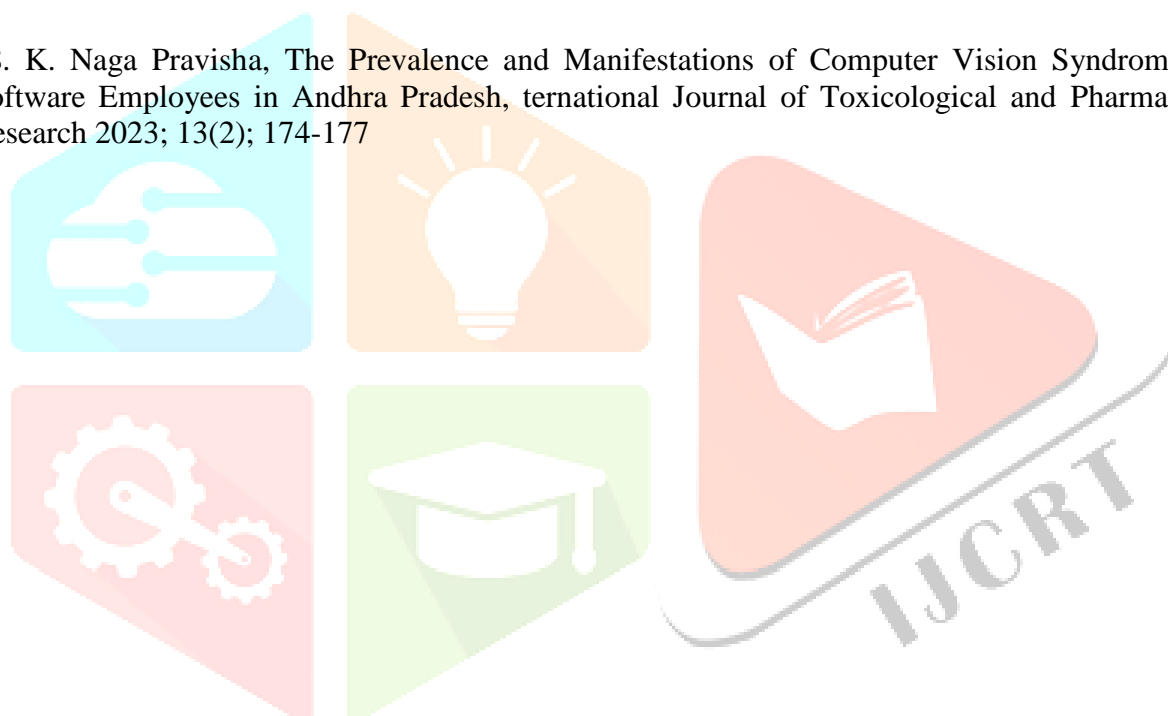 . K. Naga Pravisha, The Prevalence and Manifestations of Computer Vision Syndrom
oftware Employees in Andhra Pradesh, ternational Journal of Toxicological and Pharma
esearch 2023; 13(2); 174-177
IJCRT